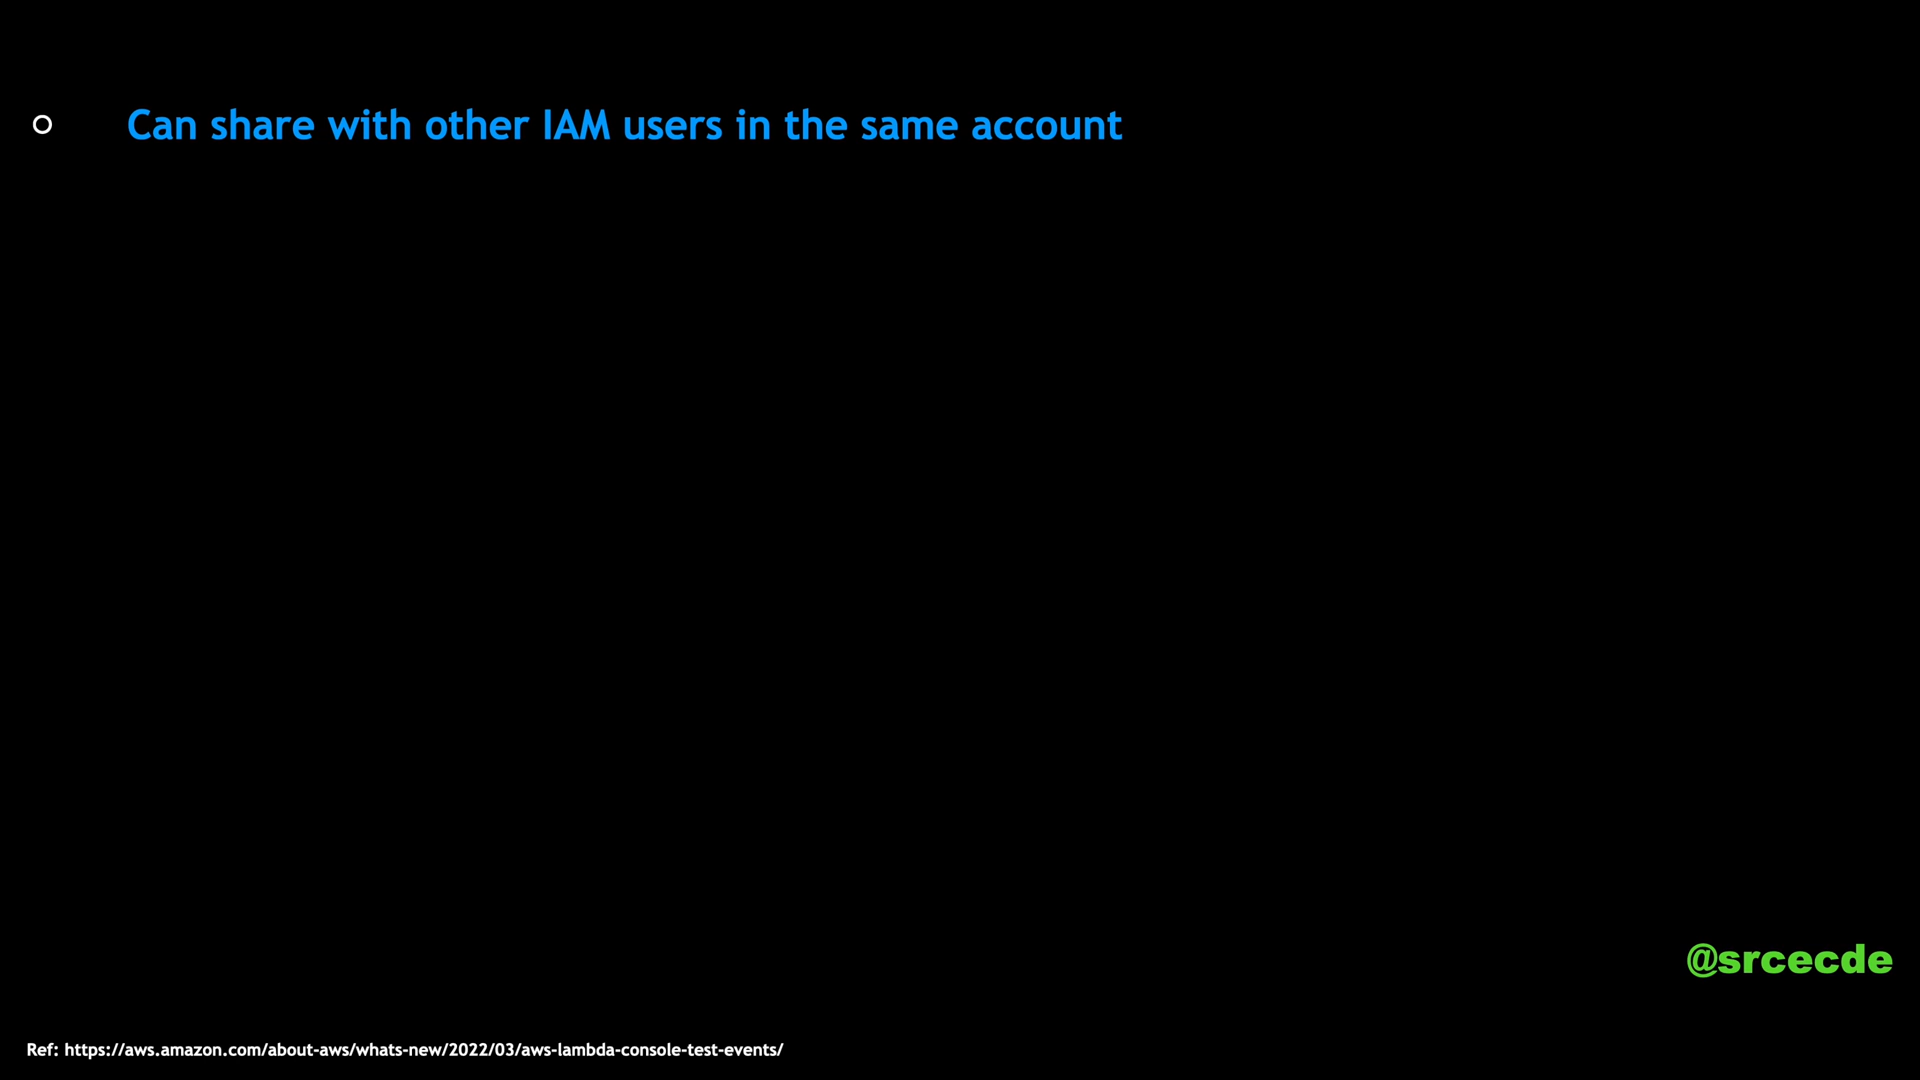 Can share with other IAM users in the same account
@srcecde
Ref: https://aws.amazon.com/about-aws/whats-new/2022/03/aws-lambda-console-test-events/